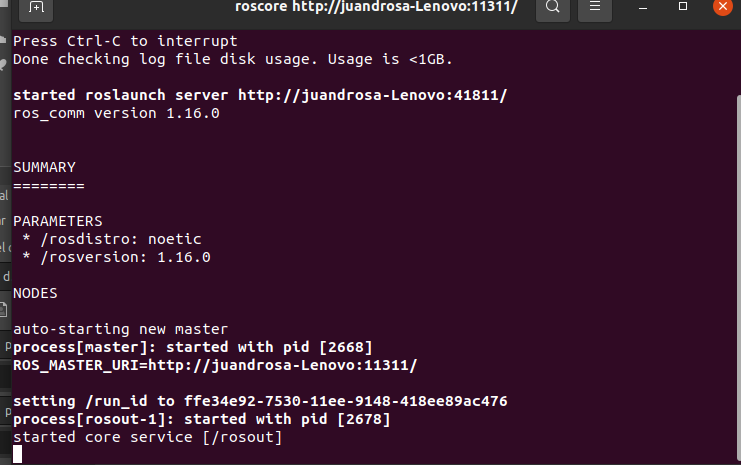 roscore http://juandrosa-Lenovo:11311/
Press Ctrl-C to interrupt
Done checking log file disk usage. Usage is <1GB.
started roslaunch server http://juandrosa-Lenovo:41811/
ros_comm version 1.16.0
SUMMARY
========
PARAMETERS
* /rosdistro: noetic
* /rosversion: 1.16.0
NODES
auto-starting new master
process[master]: started with pid [2668]
ROS_MASTER_URI=http://juandrosa-Lenovo:11311/
setting /run_id to ffe34e92-7530-11ee-9148-418ee89ac476
process[rosout-1]: started with pid [2678]
started core service [/rosout]